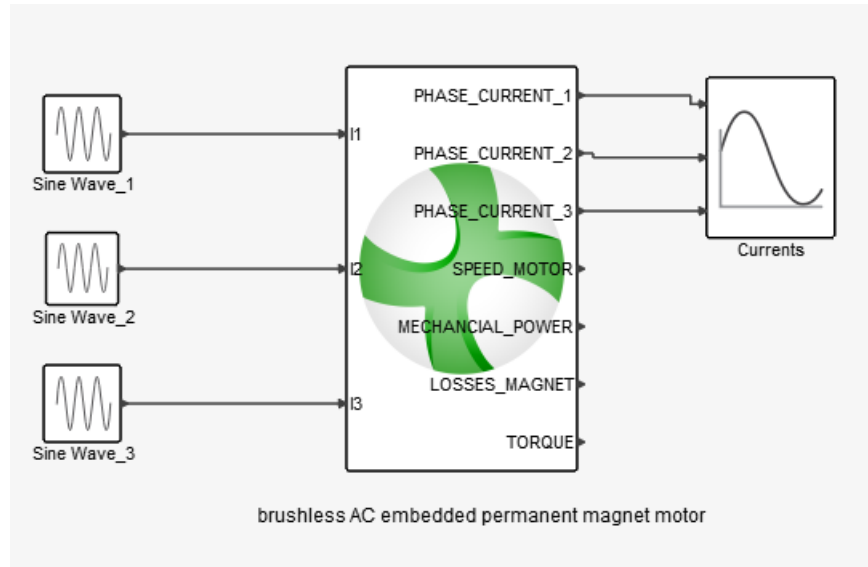 Sine Wave_1
Sine Wave_2
Sine Wave_3
I1
I2
I3
PHASE_CURRENT_1
PHASE_CURRENT_2
PHASE_CURRENT_3
SPEED_MOTOR
MECHANCIAL_POWER
LOSSES_MAGNET
TORQUE
Currents
brushless AC embedded permanent magnet motor